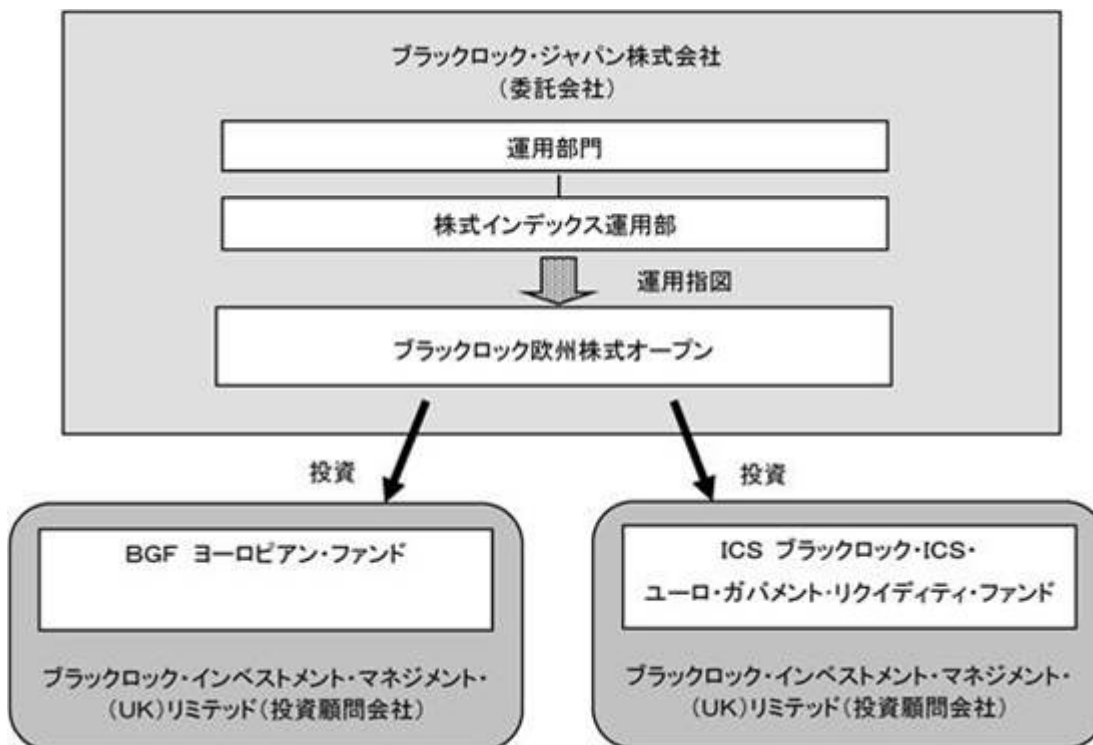 ブラックロック・ジャパン株式会社
(委託会社)
運用部門
株式インデックス運用部
運用指図
ブラックロック欧州株式オープン
投資
投資
BGF ヨーロピアン・ファンド
ICS ブラックロック・ICS・
ユーロ・ガバメント・リクイディティ・ファンド
ブラックロック・インベストメント・マネジメント・
(UK)リミテッド(投資顧問会社)
ブラックロック・インベストメント・マネジメント・
(UK)リミテッド(投資顧問会社)